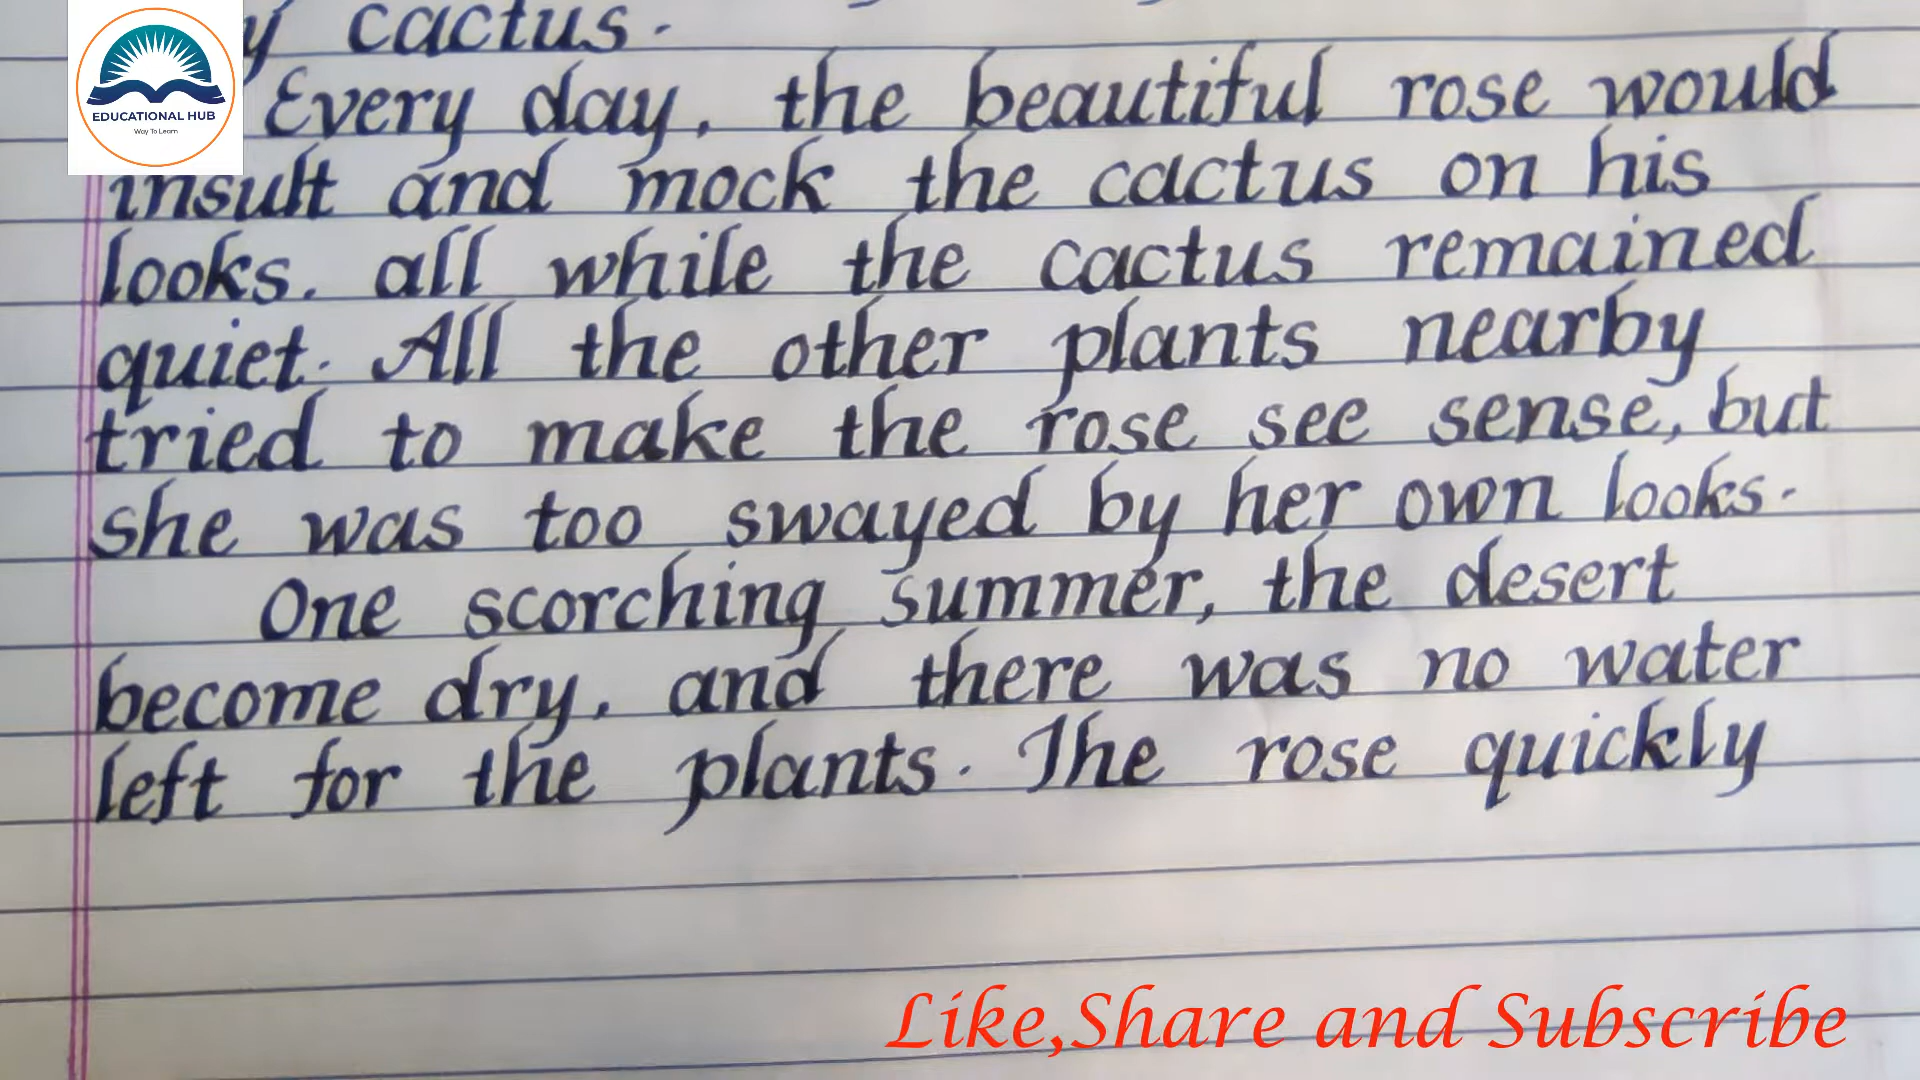 cactus.
EDUCATIONAL HUB
Way To Learn
Every day, the beautiful rose would
insult and mock the cactus on his
looks. all while the cactus remained
quiet. All the other plants nearby
tried to make the rose see sense, but
she was too swayed by her own looks.
One scorching summer, the desert
become dry, and there was no water
left for the plants. The rose quickly
Like,Share and Subscribe